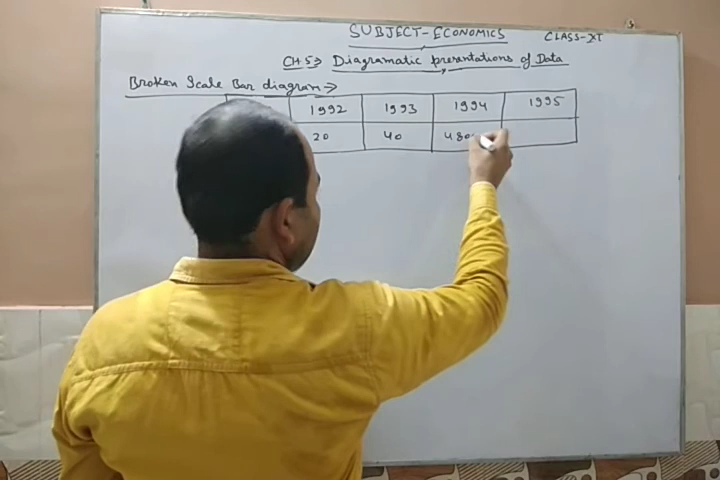 SUBJECT-ECONOMICS
CLASS-XI
CH 5⇒ Diagramatic presentations of Data
Broken Scale Bar diagram→
1992 1993 1994 1995
20 40 480